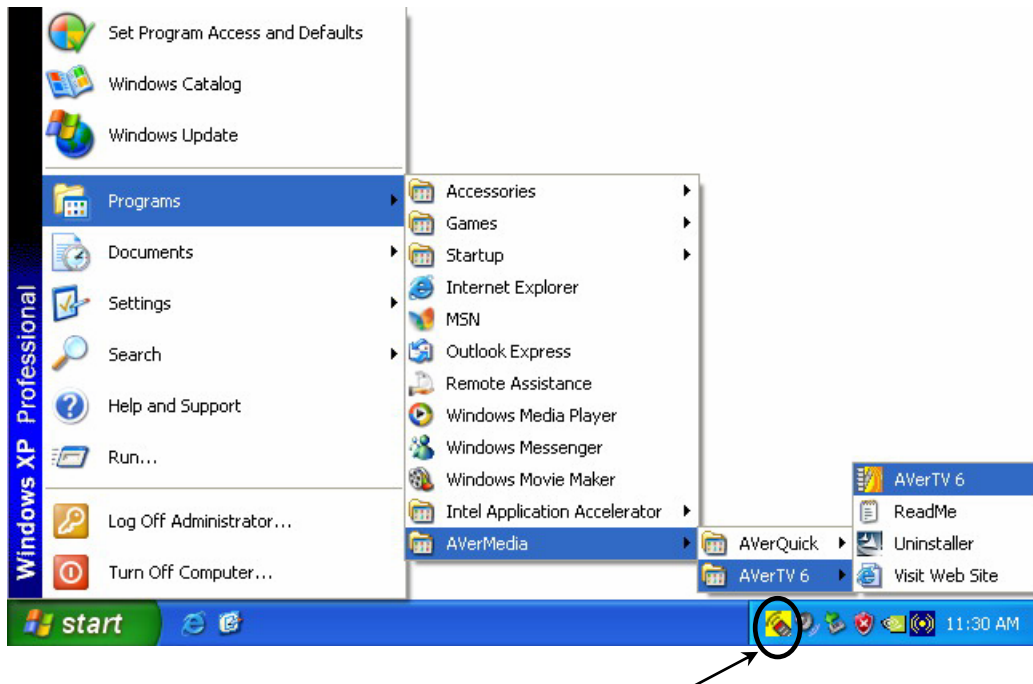 Set Program Access and Defaults
Windows Catalog
Windows Update
Programs
Documents
Settings
Search
Help and Support
Run...
Log Off Administrator...
Turn Off Computer...
Windows XP Professional
Accessories
Games
Startup
Internet Explorer
MSN
Outlook Express
Remote Assistance
Windows Media Player
Windows Messenger
Windows Movie Maker
Intel Application Accelerator
AVerMedia
AVerQuick
AVerTV 6
AVerTV 6
ReadMe
Uninstaller
Visit Web Site
start
11:30 AM